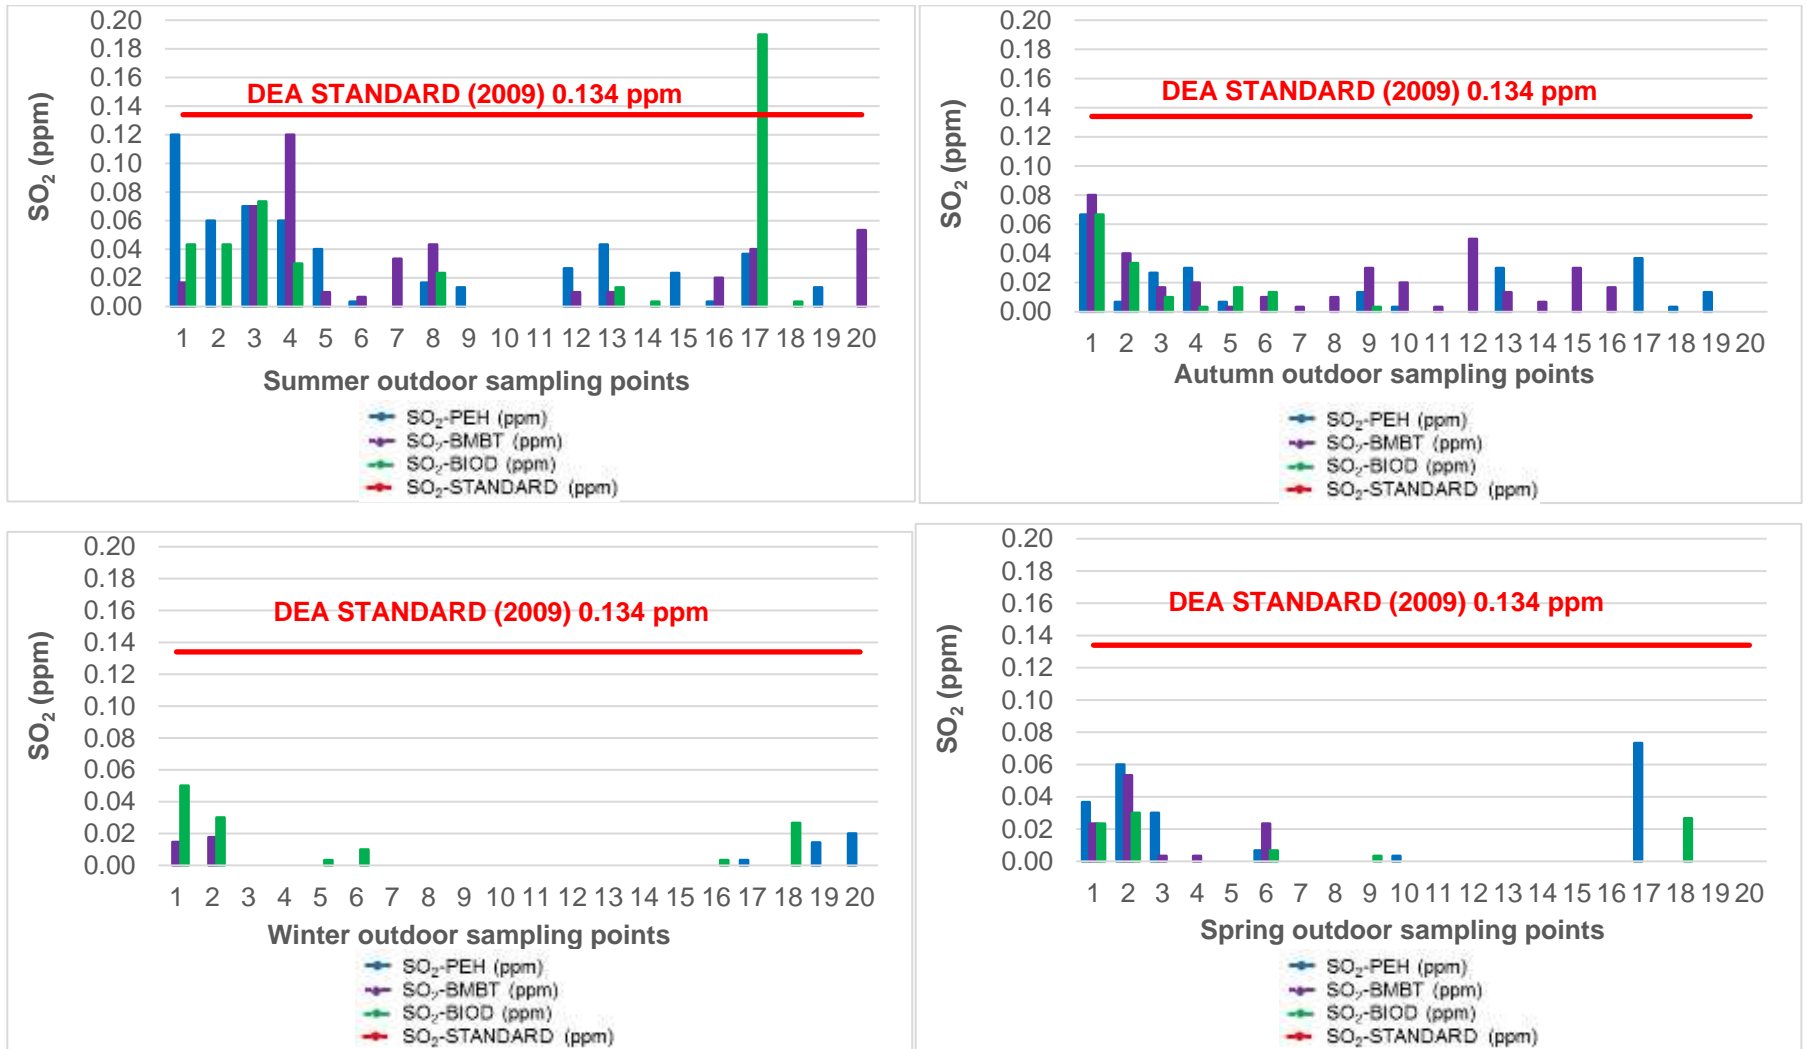 0.20
0.18
0.16
0.14
0.12
0.10
0.08
0.06
0.04
0.02
0.00
SO₂ (ppm)
DEA STANDARD (2009) 0.134 ppm
1 2 3 4 5 6 7 8 9 10 11 12 13 14 15 16 17 18 19 20
Summer outdoor sampling points
SO₂-PEH (ppm)
SO₂-BMBT (ppm)
SO₂-BIOD (ppm)
SO₂-STANDARD (ppm)
0.20
0.18
0.16
0.14
0.12
0.10
0.08
0.06
0.04
0.02
0.00
SO₂ (ppm)
DEA STANDARD (2009) 0.134 ppm
1 2 3 4 5 6 7 8 9 10 11 12 13 14 15 16 17 18 19 20
Autumn outdoor sampling points
SO₂-PEH (ppm)
SO₂-BMBT (ppm)
SO₂-BIOD (ppm)
SO₂-STANDARD (ppm)
0.20
0.18
0.16
0.14
0.12
0.10
0.08
0.06
0.04
0.02
0.00
SO₂ (ppm)
DEA STANDARD (2009) 0.134 ppm
1 2 3 4 5 6 7 8 9 10 11 12 13 14 15 16 17 18 19 20
Winter outdoor sampling points
SO₂-PEH (ppm)
SO₂-BMBT (ppm)
SO₂-BIOD (ppm)
SO₂-STANDARD (ppm)
0.20
0.18
0.16
0.14
0.12
0.10
0.08
0.06
0.04
0.02
0.00
SO₂ (ppm)
DEA STANDARD (2009) 0.134 ppm
1 2 3 4 5 6 7 8 9 10 11 12 13 14 15 16 17 18 19 20
Spring outdoor sampling points
SO₂-PEH (ppm)
SO₂-BMBT (ppm)
SO₂-BIOD (ppm)
SO₂-STANDARD (ppm)